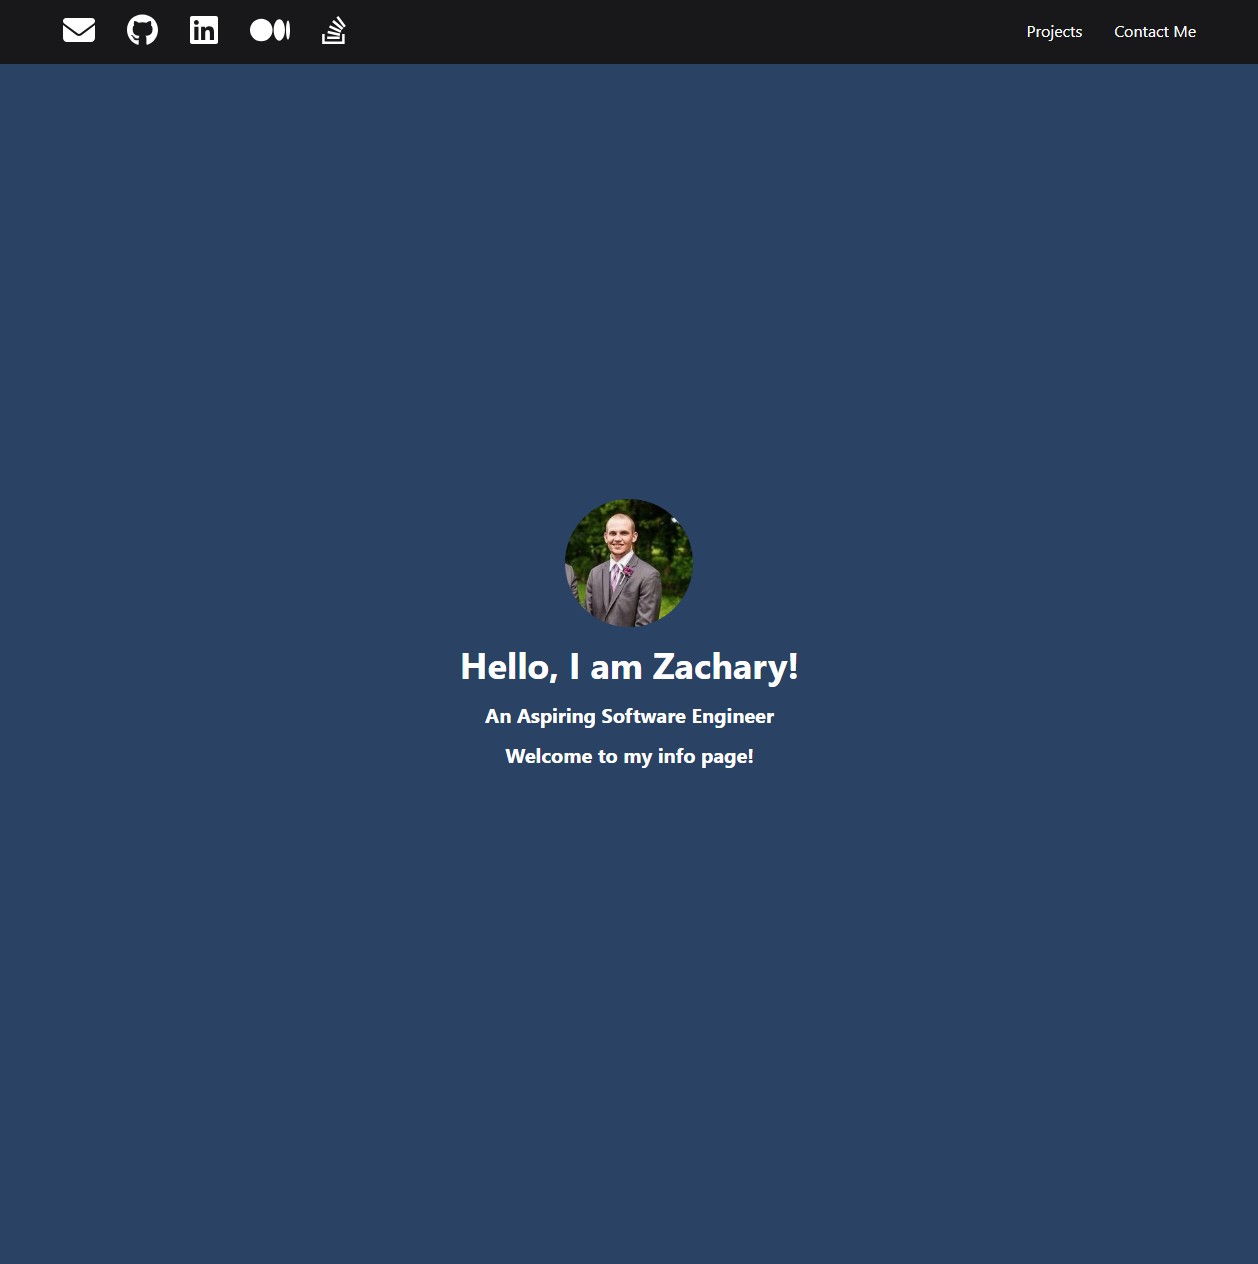 Projects
Contact Me
Hello, I am Zachary!
An Aspiring Software Engineer
Welcome to my info page!